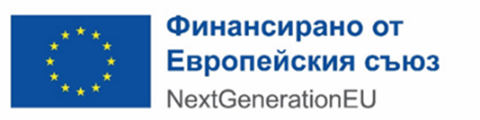 Финансирано от
Европейския съюз
NextGenerationEU